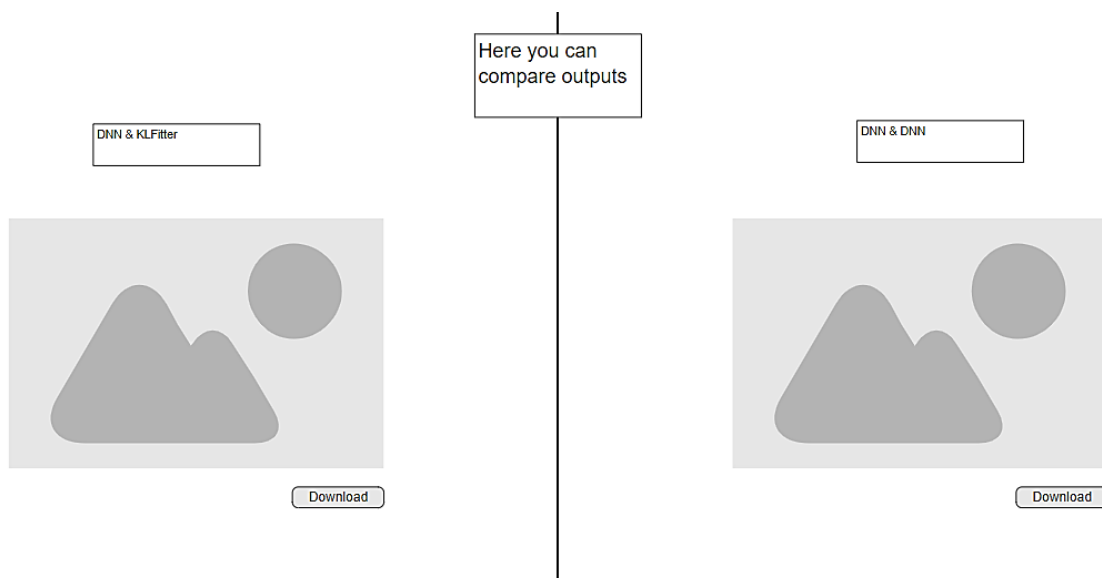 Here you can
compare outputs
DNN & KLFitter
DNN & DNN
Download
Download